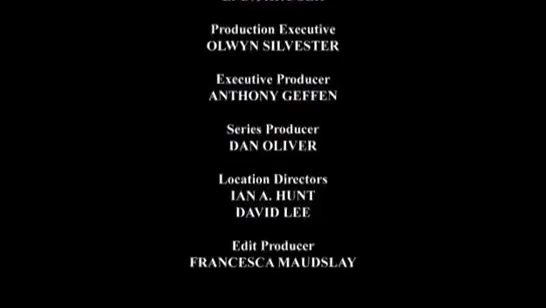 Production Executive
OLWYN SILVESTER
Executive Producer
ANTHONY GEFFEN
Series Producer
DAN OLIVER
Location Directors
IAN A. HUNT
DAVID LEE
Edit Producer
FRANCESCA MAUDSLAY